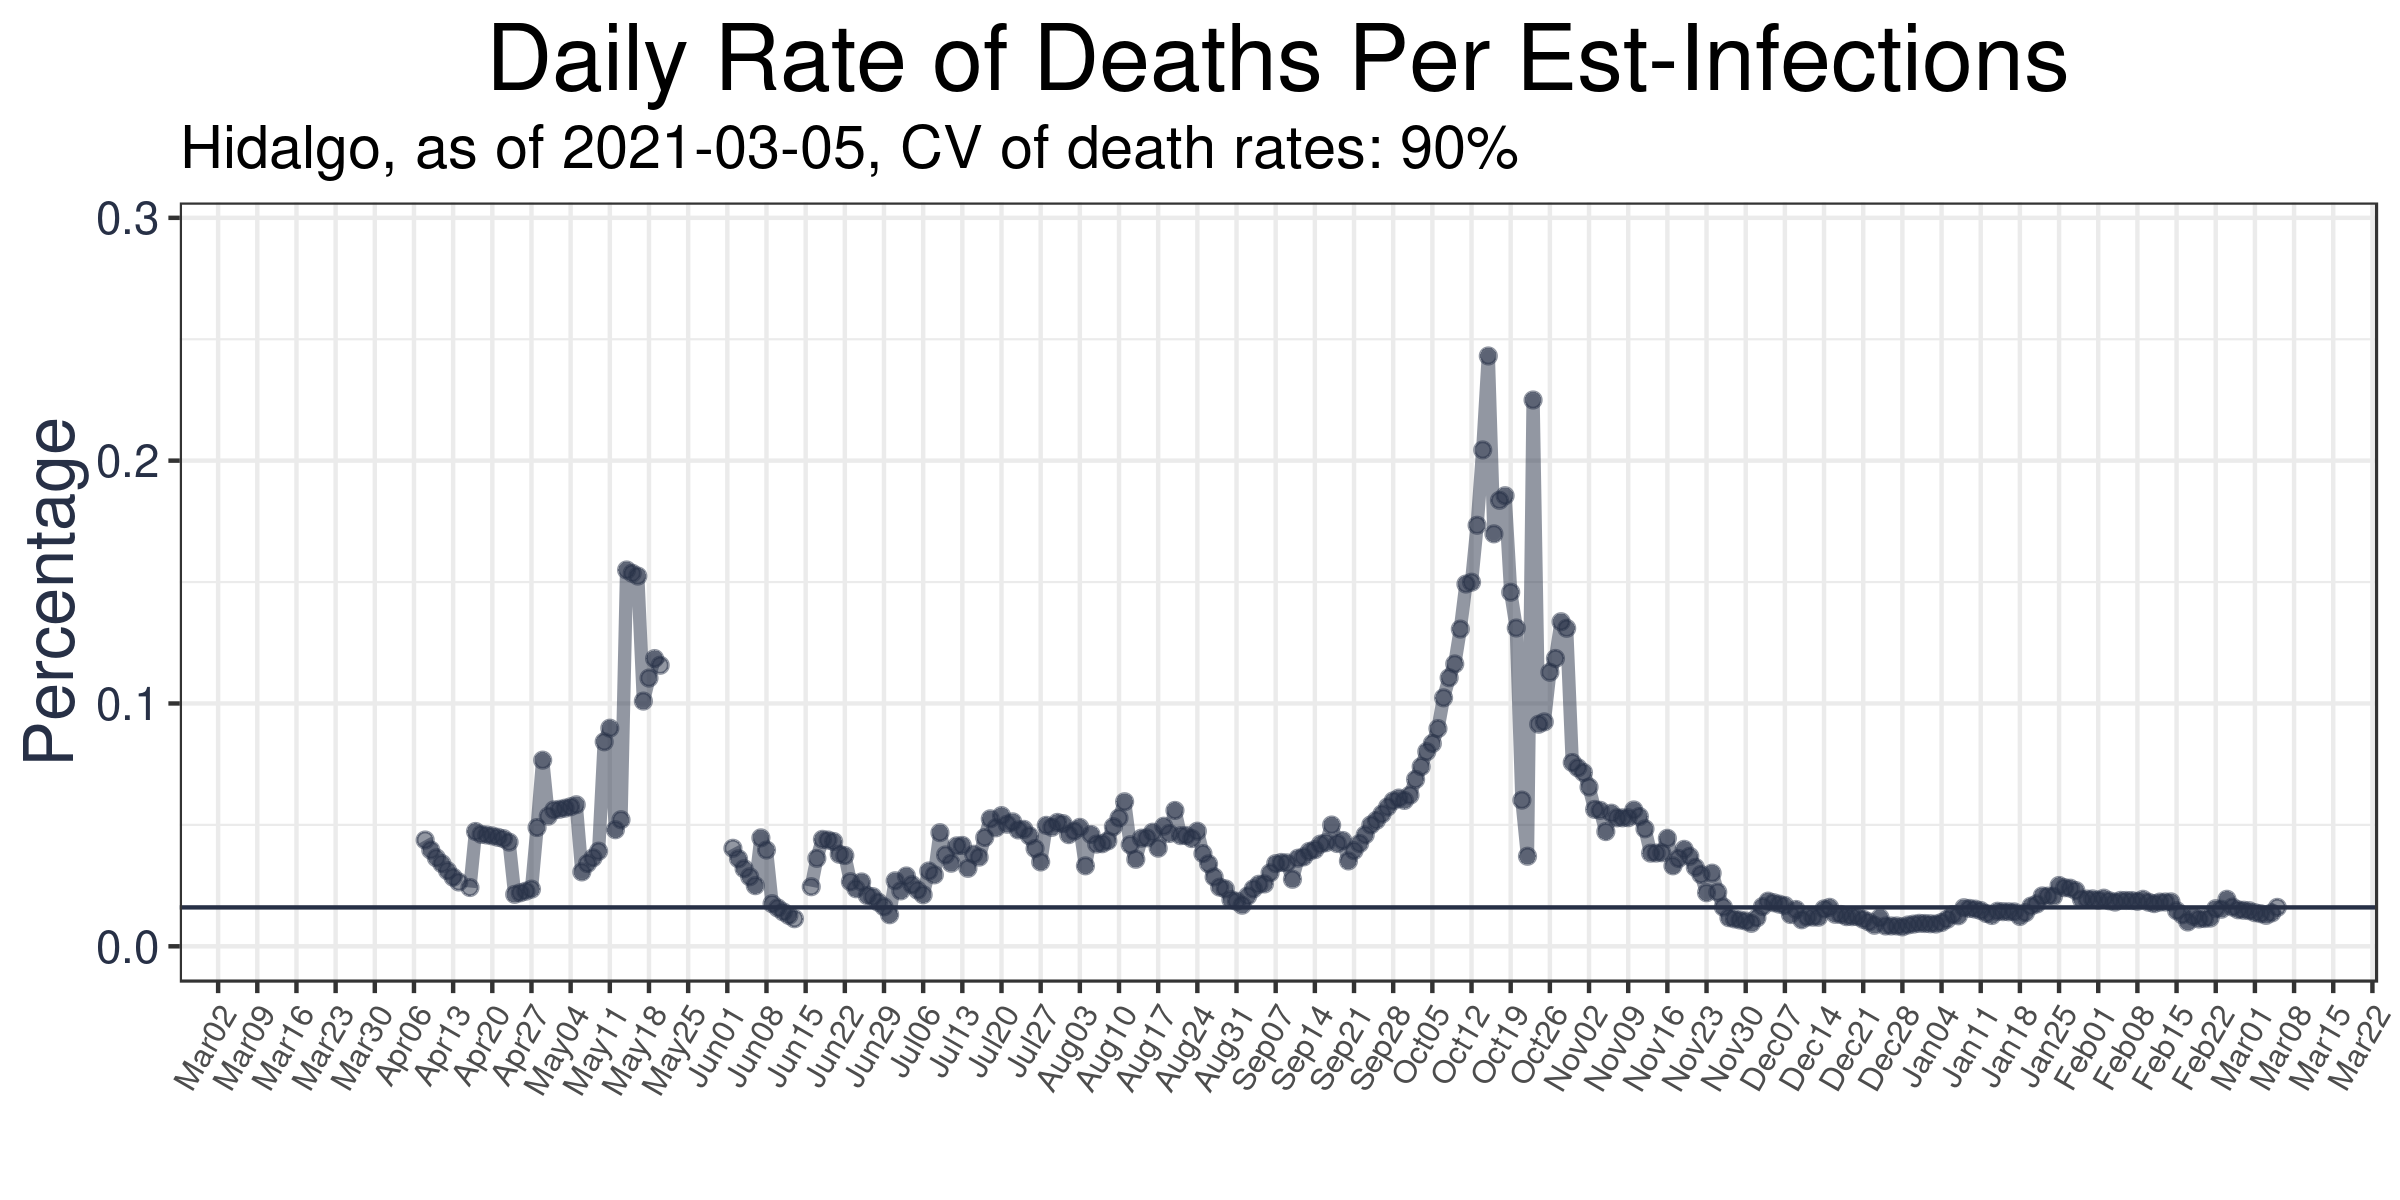 Daily Rate of Deaths Per Est-Infections
Hidalgo, as of 2021-03-05, CV of death rates: 90%
Percentage
0.3
0.2
0.1
0.0
Mar02
Mar09
Mar16
Mar23
Mar30
Apr06
Apr13
Apr20
Apr27
May04
May11
May18
May25
Jun01
Jun08
Jun15
Jun22
Jun29
Jul06
Jul13
Jul20
Jul27
Aug03
Aug10
Aug17
Aug24
Aug31
Sep07
Sep14
Sep21
Sep28
Oct05
Oct12
Oct19
Oct26
Nov02
Nov09
Nov16
Nov23
Nov30
Dec07
Dec14
Dec21
Dec28
Jan04
Jan11
Jan18
Jan25
Feb01
Feb08
Feb15
Feb22
Mar01
Mar08
Mar15
Mar22